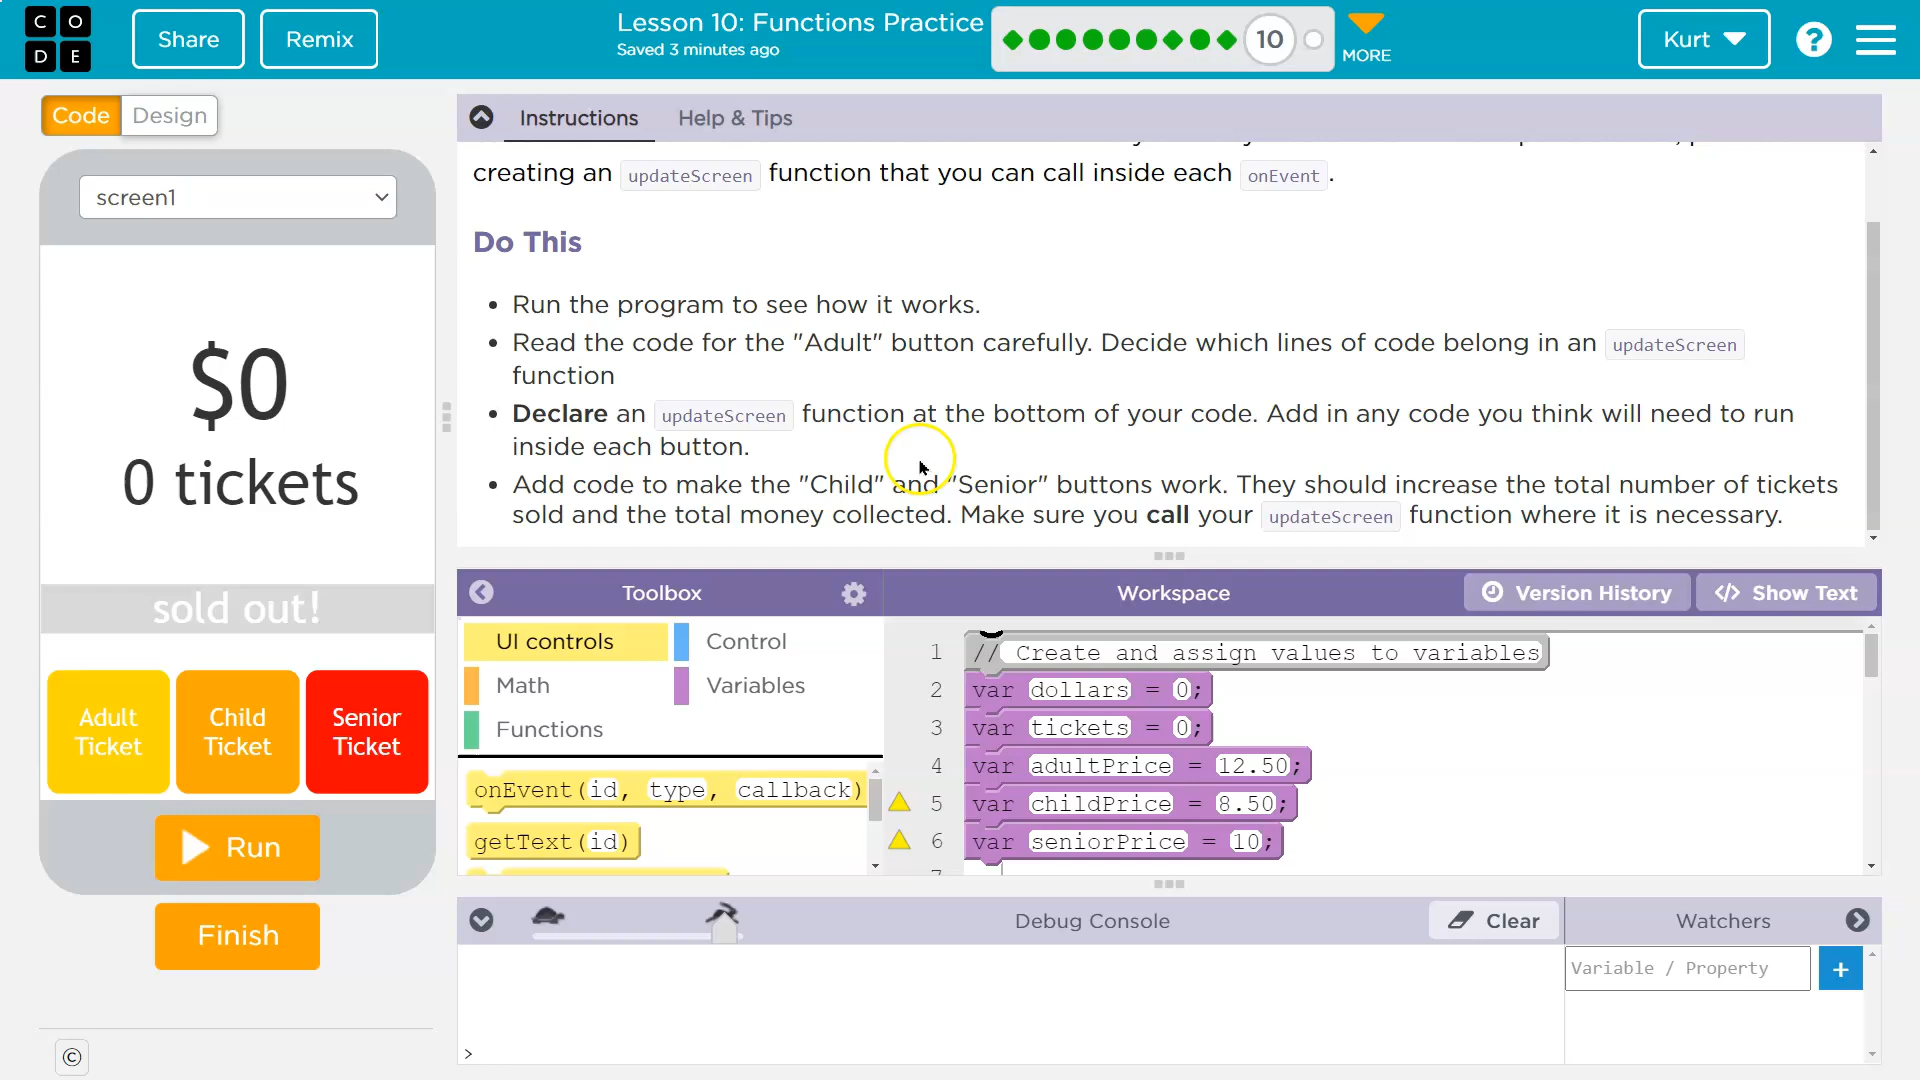 C O
D E
Share
Remix
Lesson 10: Functions Practice
Saved 3 minutes ago
10
MORE
Kurt
?
Code
Design
Instructions
Help & Tips
screen1
creating an updateScreen function that you can call inside each onEvent.
Do This
• Run the program to see how it works.
• Read the code for the "Adult" button carefully. Decide which lines of code belong in an updateScreen
function
• Declare an updateScreen function at the bottom of your code. Add in any code you think will need to run
inside each button.
• Add code to make the "Child" and "Senior" buttons work. They should increase the total number of tickets
sold and the total money collected. Make sure you call your updateScreen function where it is necessary.
$0
0 tickets
sold out!
Adult
Ticket
Child
Ticket
Senior
Ticket
Run
Finish
©
Toolbox
Workspace
Version History
Show Text
UI controls
Control
Math
Variables
Functions
onEvent(id, type, callback)
getText(id)
1 // Create and assign values to variables
2 var dollars = 0;
3 var tickets = 0;
4 var adultPrice = 12.50;
5 var childPrice = 8.50;
6 var seniorPrice = 10;
7
Debug Console
Clear
Watchers
Variable / Property
+
>